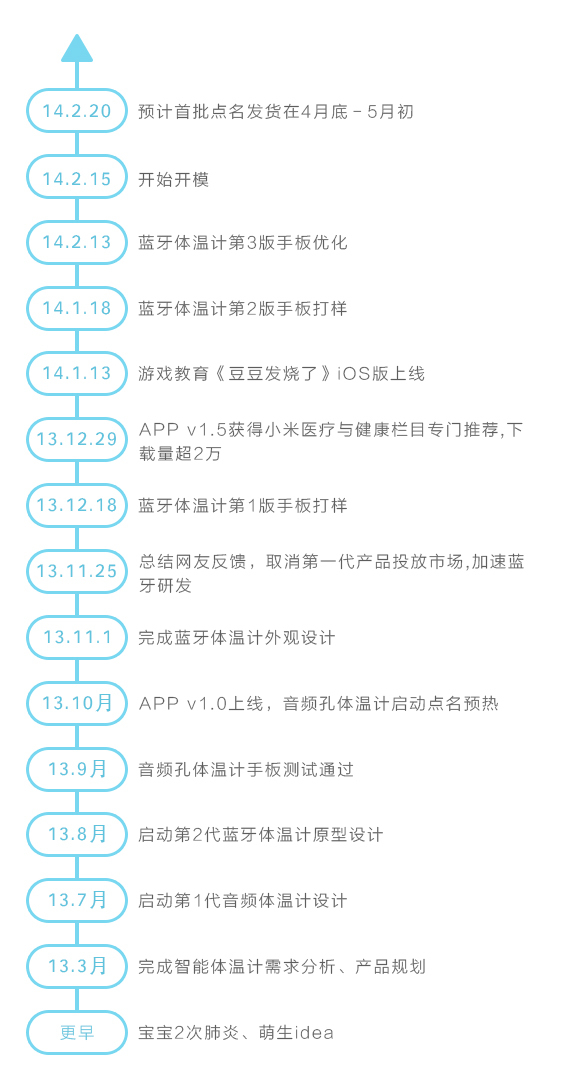 14.2.20
预计首批点名发货在4月底-5月初
14.2.15
开始开模
14.2.13
蓝牙体温计第3版手板优化
14.1.18
蓝牙体温计第2版手板打样
14.1.13
游戏教育《豆豆发烧了》iOS版上线
13.12.29
APP v1.5获得小米医疗与健康栏目专门推荐,下
载量超2万
13.12.18
蓝牙体温计第1版手板打样
13.11.25
总结网友反馈，取消第一代产品投放市场,加速蓝
牙研发
13.11.1
完成蓝牙体温计外观设计
13.10月
APP v1.0上线，音频孔体温计启动点名预热
13.9月
音频孔体温计手板测试通过
13.8月
启动第2代蓝牙体温计原型设计
13.7月
启动第1代音频体温计设计
13.3月
完成智能体温计需求分析、产品规划
更早
宝宝2次肺炎、萌生idea